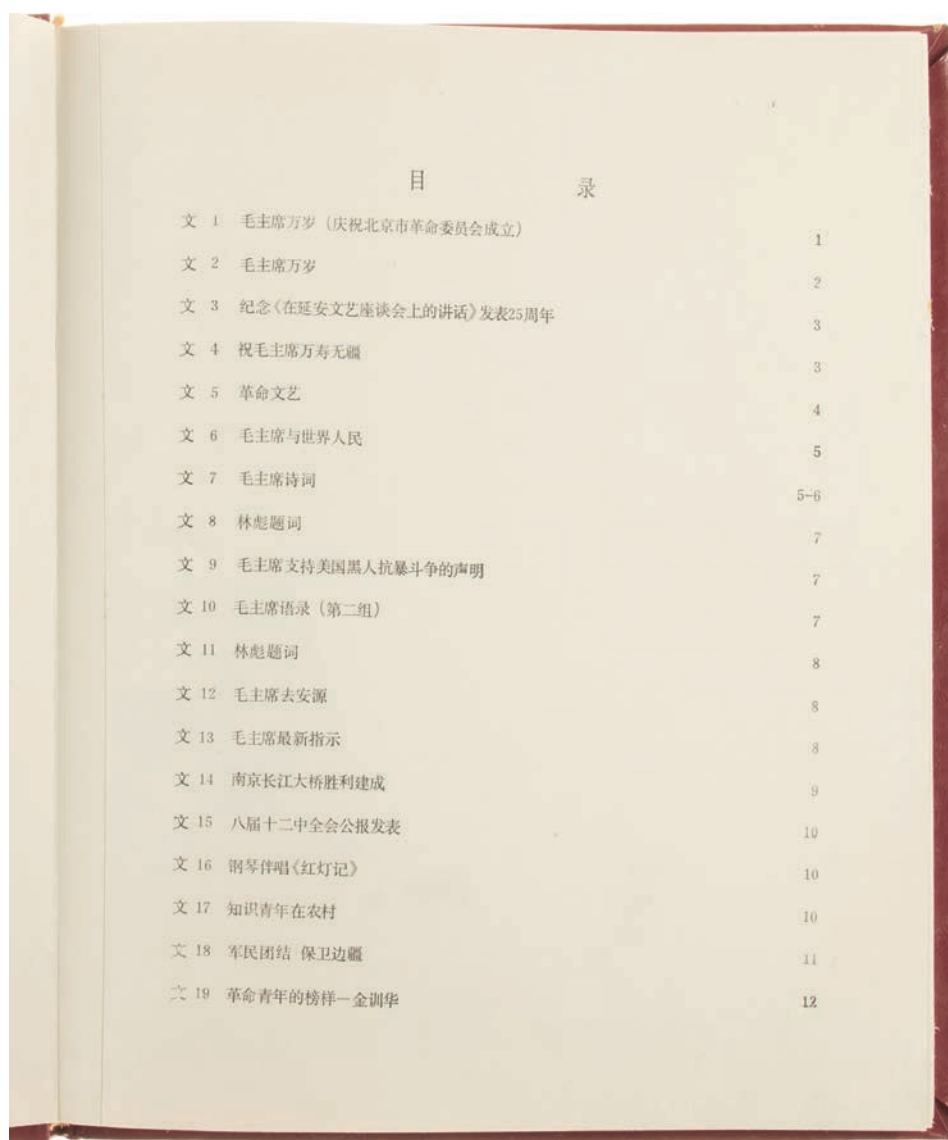 目 录
文 1 毛主席万岁（庆祝北京市革命委员会成立） 1
文 2 毛主席万岁 2
文 3 纪念《在延安文艺座谈会上的讲话》发表25周年 3
文 4 祝毛主席万寿无疆 3
文 5 革命文艺 4
文 6 毛主席与世界人民 5
文 7 毛主席诗词 5-6
文 8 林彪题词 7
文 9 毛主席支持美国黑人抗暴斗争的声明 7
文 10 毛主席语录（第二组） 7
文 11 林彪题词 8
文 12 毛主席去安源 8
文 13 毛主席最新指示 8
文 14 南京长江大桥胜利建成 9
文 15 八届十二中全会公报发表 10
文 16 钢琴伴唱《红灯记》 10
文 17 知识青年在农村 10
文 18 军民团结 保卫边疆 11
文 19 革命青年的榜样—金训华 12